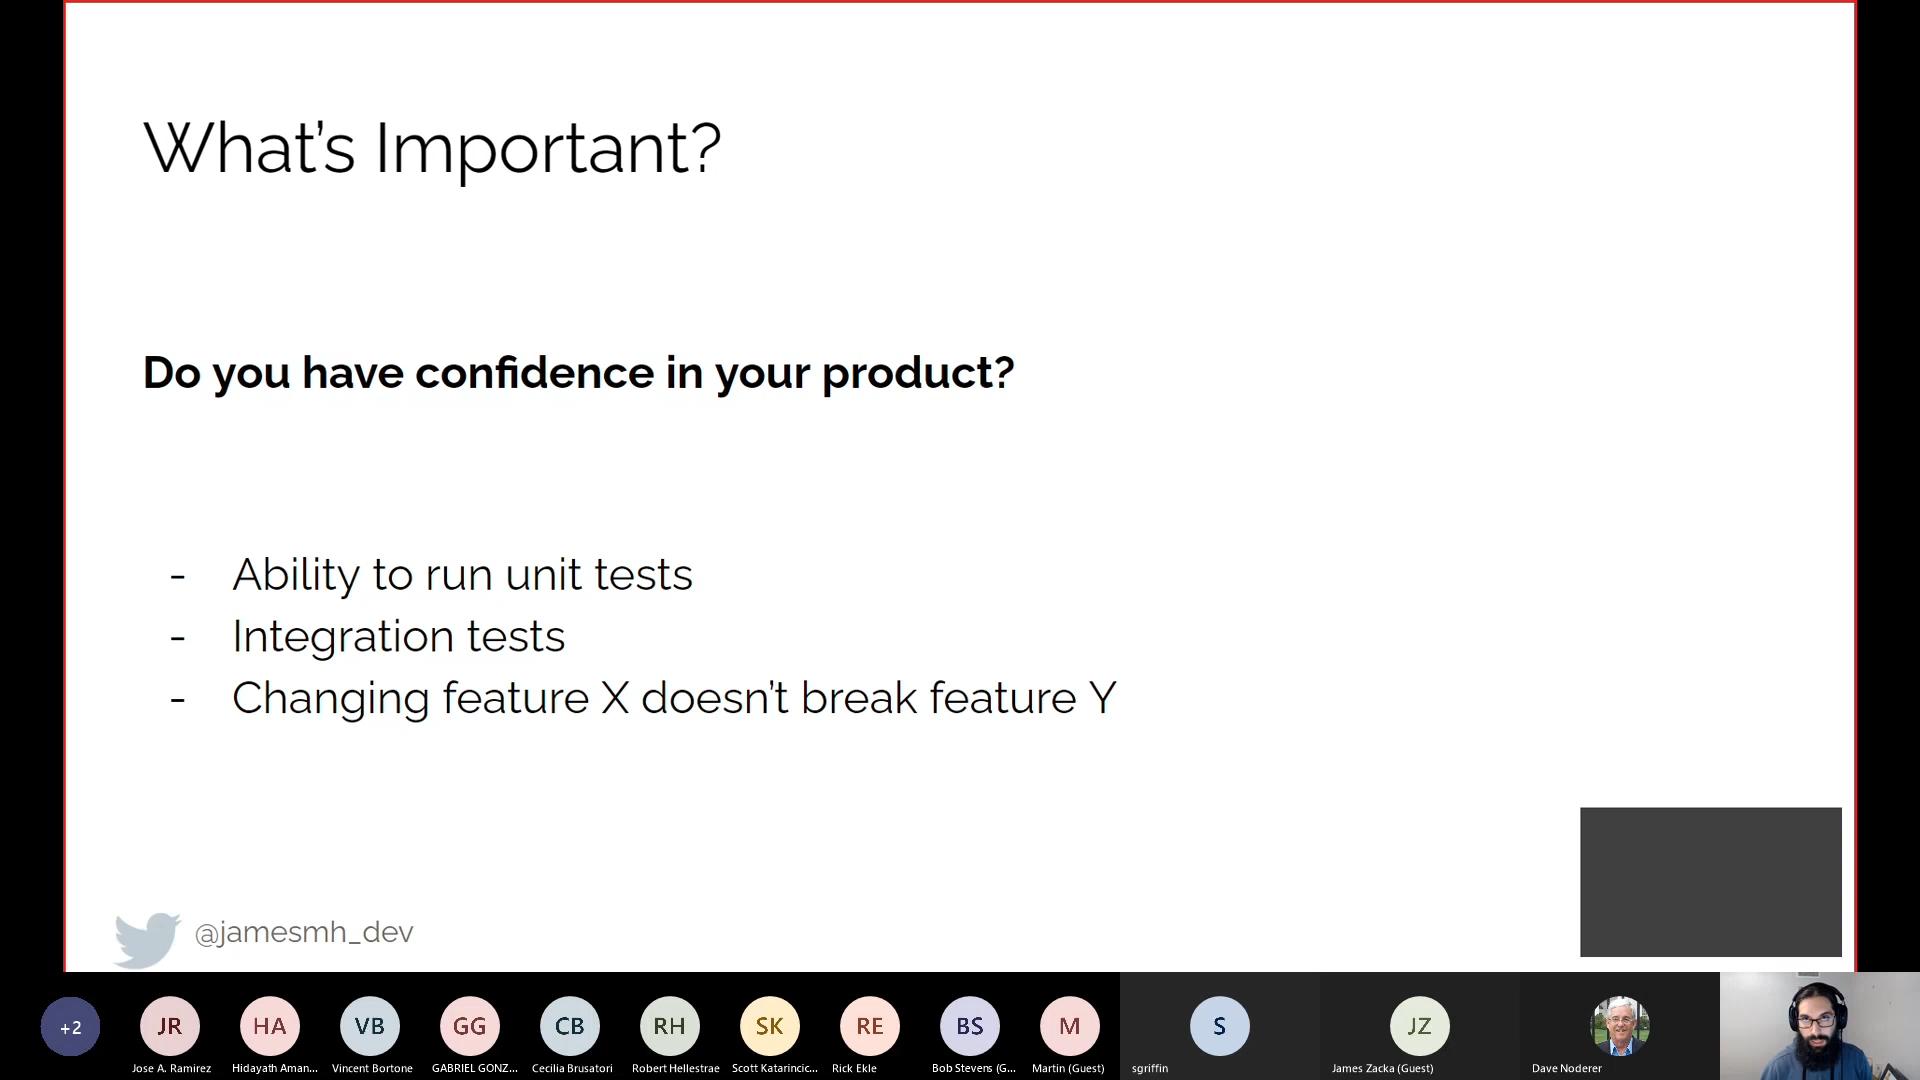 What's Important?
Do you have confidence in your product?
- Ability to run unit tests
- Integration tests
- Changing feature X doesn't break feature Y
@jamesmh_dev
+2
JR
HA
VB
GG
CB
RH
SK
RE
BS
M
S
JZ
Jose A. Ramirez
Hidayath Aman...
Vincent Bortone
GABRIEL GONZ...
Cecilia Brusatori
Robert Hellestrae
Scott Katarincic...
Rick Ekle
Bob Stevens (G...
Martin (Guest)
sgriffin
James Zacka (Guest)
Dave Noderer